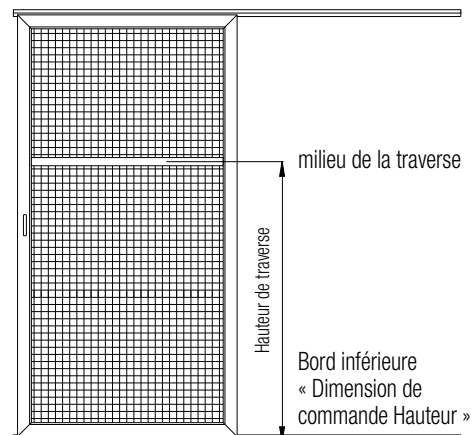 milieu de la traverse
Hauteur de traverse
Bord inférieure
« Dimension de
commande Hauteur »